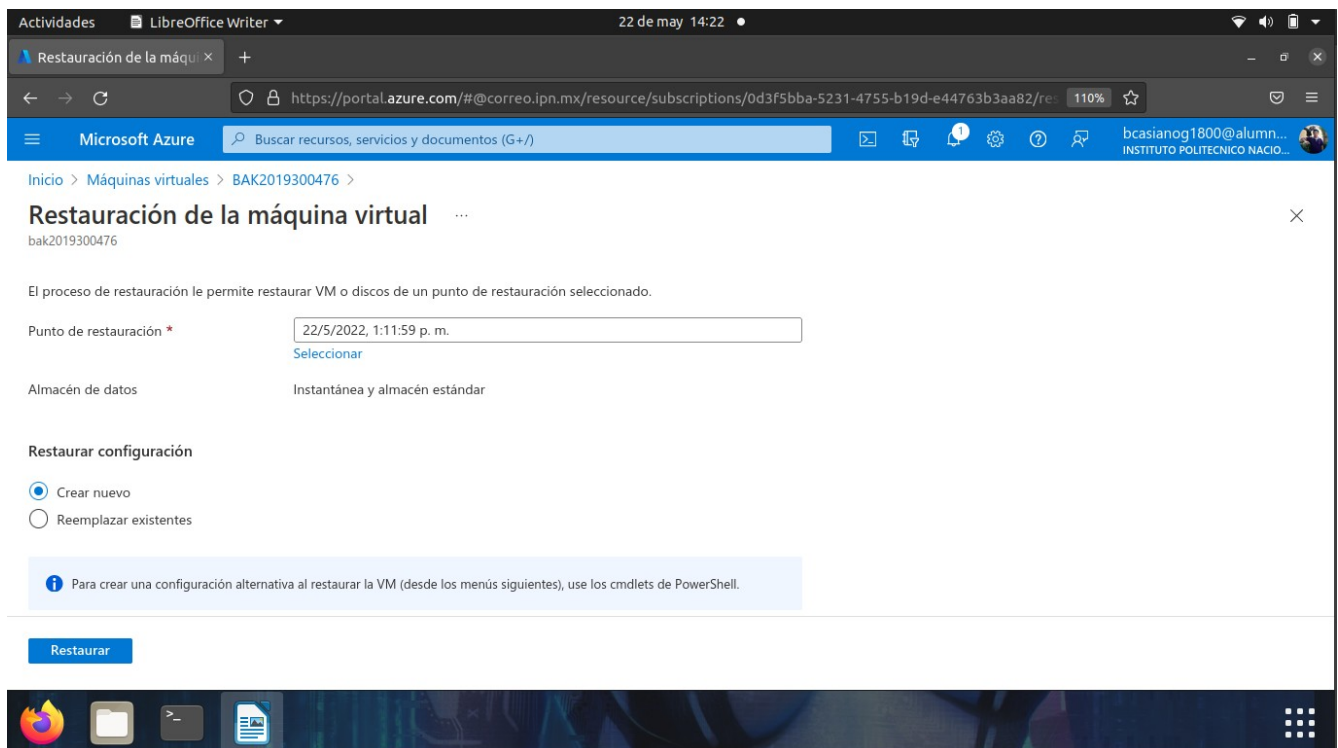 Actividades LibreOffice Writer 22 de may 14:22
Restauración de la máqui
https://portal.azure.com/#@correo.ipn.mx/resource/subscriptions/0d3f5bba-5231-4755-b19d-e44763b3aa82/re 110%
Microsoft Azure Buscar recursos, servicios y documentos (G+/) 1 bcasianog1800@alumn...
INSTITUTO POLITECNICO NACIO...
Inicio > Máquinas virtuales > BAK2019300476 >
Restauración de la máquina virtual ...
bak2019300476
El proceso de restauración le permite restaurar VM o discos de un punto de restauración seleccionado.
Punto de restauración * 22/5/2022, 1:11:59 p. m.
Seleccionar
Almacén de datos Instantánea y almacén estándar
Restaurar configuración
Crear nuevo
Reemplazar existentes
Para crear una configuración alternativa al restaurar la VM (desde los menús siguientes), use los cmdlets de PowerShell.
Restaurar